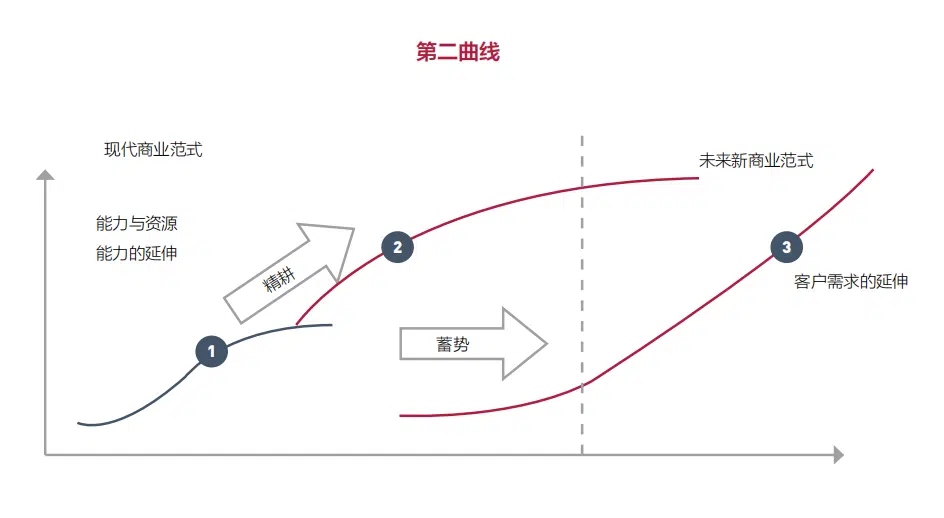 第二曲线
现代商业范式
未来新商业范式
能力与资源
能力的延伸
精耕
2
3
客户需求的延伸
蓄势
1